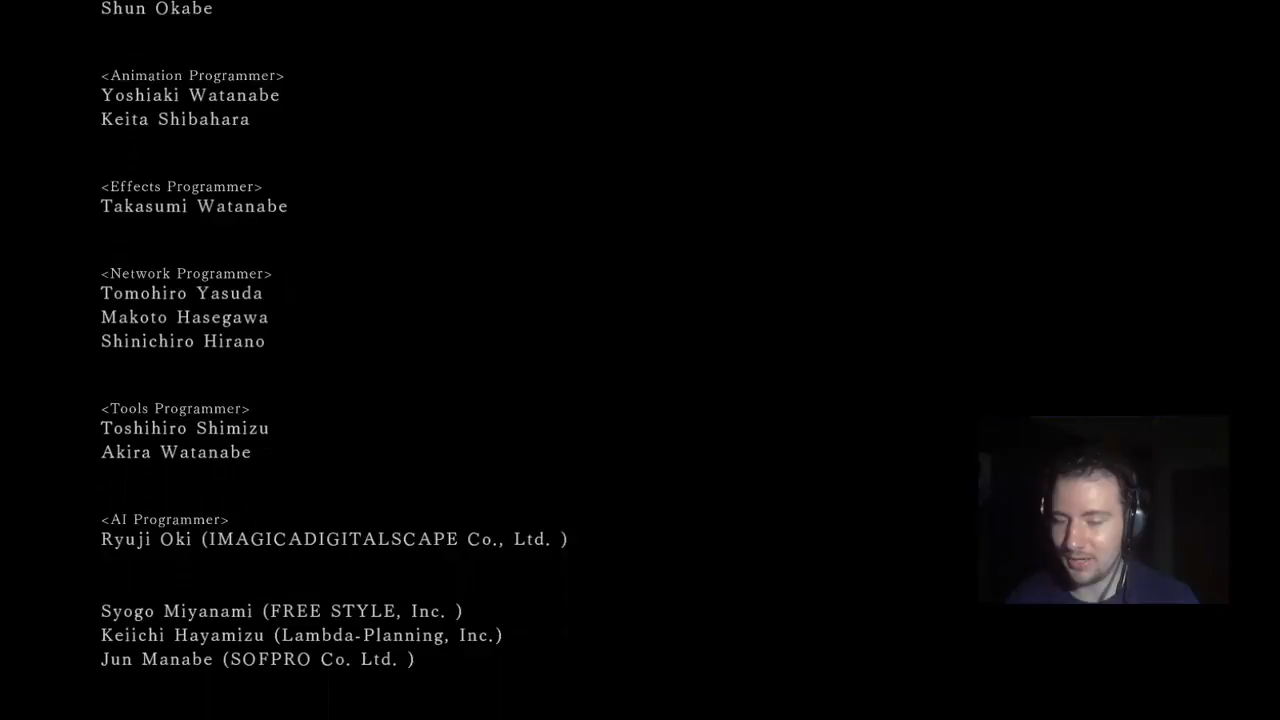 Shun Okabe
<Animation Programmer>
Yoshiaki Watanabe
Keita Shibahara
<Effects Programmer>
Takasumi Watanabe
<Network Programmer>
Tomohiro Yasuda
Makoto Hasegawa
Shinichiro Hirano
<Tools Programmer>
Toshihiro Shimizu
Akira Watanabe
<AI Programmer>
Ryuji Oki (IMAGICADIGITALSCAPE Co., Ltd. )
Syogo Miyanami (FREE STYLE, Inc. )
Keiichi Hayamizu (Lambda-Planning, Inc.)
Jun Manabe (SOFPRO Co. Ltd. )